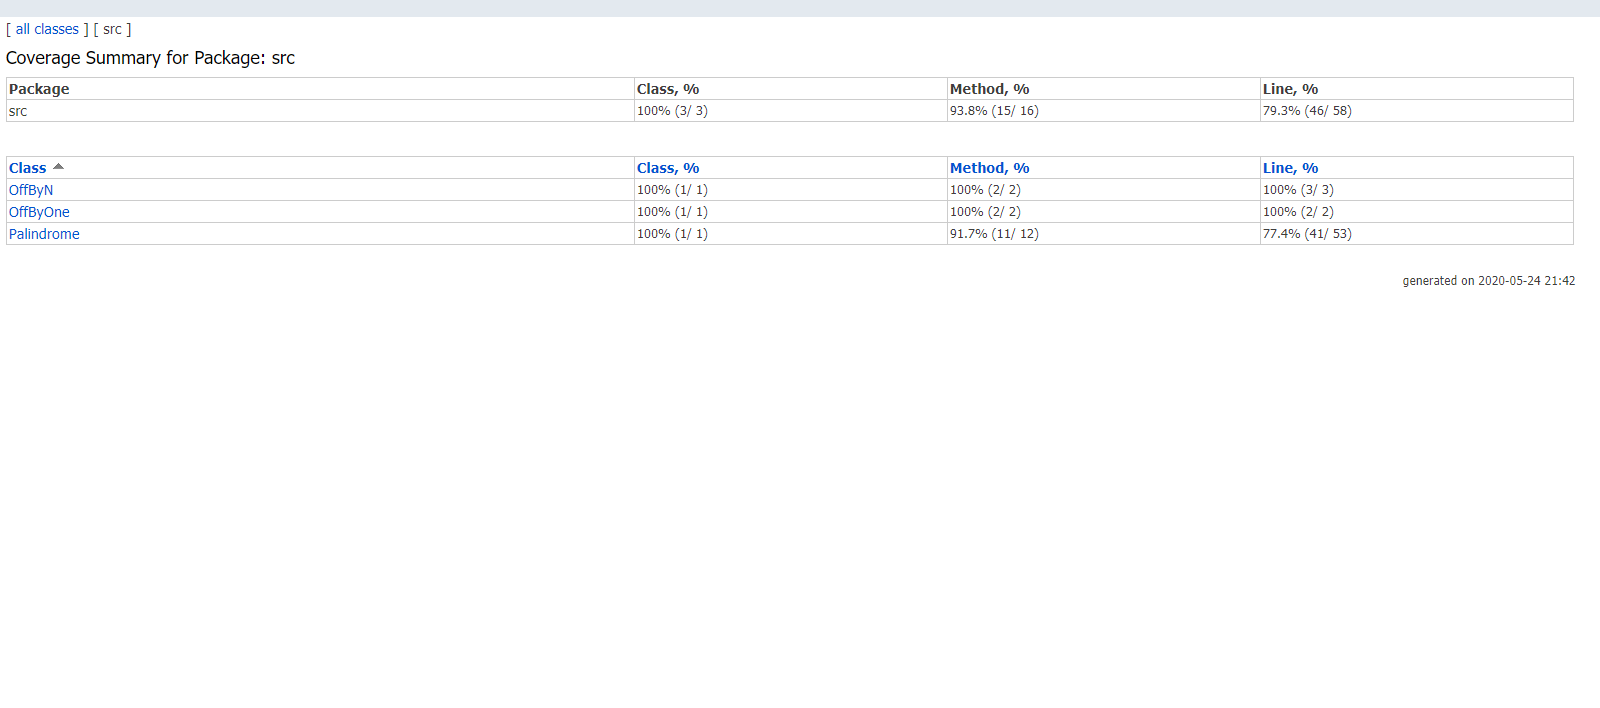 [ all classes ] [ src ]
Coverage Summary for Package: src
Package Class, % Method, % Line, %
src 100% (3/ 3) 93.8% (15/ 16) 79.3% (46/ 58)
Class Class, % Method, % Line, %
OffByN 100% (1/ 1) 100% (2/ 2) 100% (3/ 3)
OffByOne 100% (1/ 1) 100% (2/ 2) 100% (2/ 2)
Palindrome 100% (1/ 1) 91.7% (11/ 12) 77.4% (41/ 53)
generated on 2020-05-24 21:42